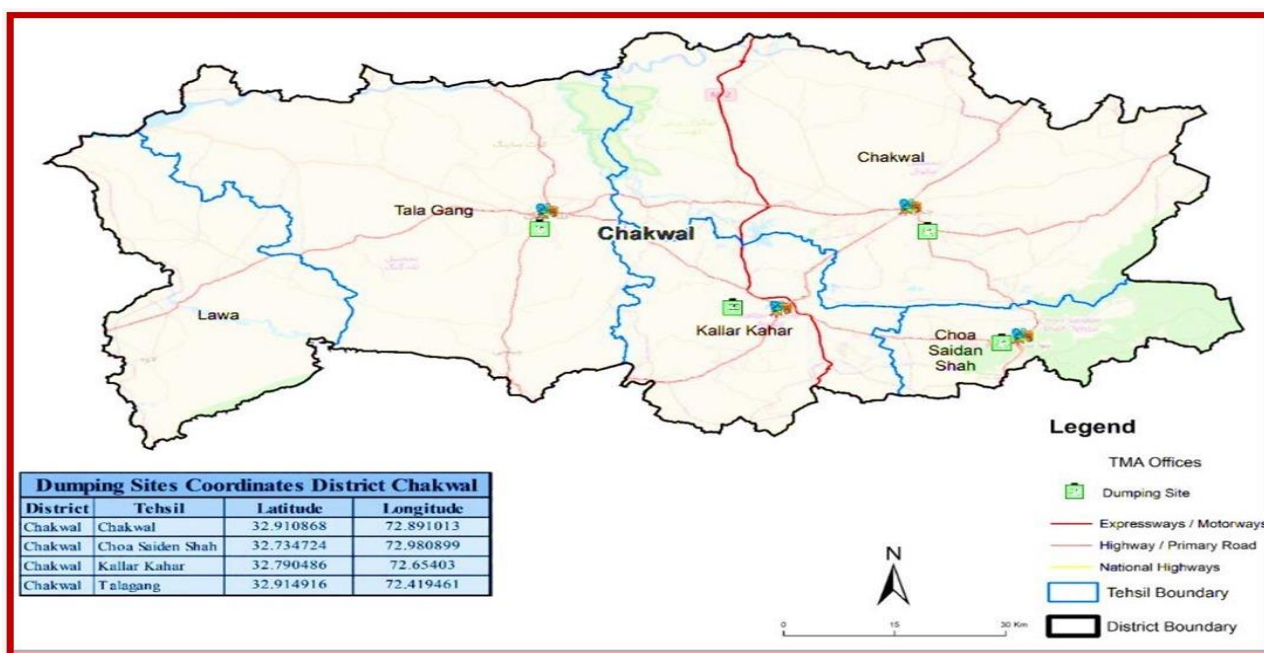 Chakwal
Tala Gang
Chakwal
Lawa
Kallar Kahar
Choa
Saidan
Shah
Legend
TMA Offices
Dumping Site
Expressways / Motorways
Highway / Primary Road
National Highways
Tehsil Boundary
District Boundary
N
0 15 30 Km
Dumping Sites Coordinates District Chakwal
District Tehsil Latitude Longitude
Chakwal Chakwal 32.910868 72.891013
Chakwal Choa Saiden Shah 32.734724 72.980899
Chakwal Kallar Kahar 32.790486 72.65403
Chakwal Talagang 32.914916 72.419461